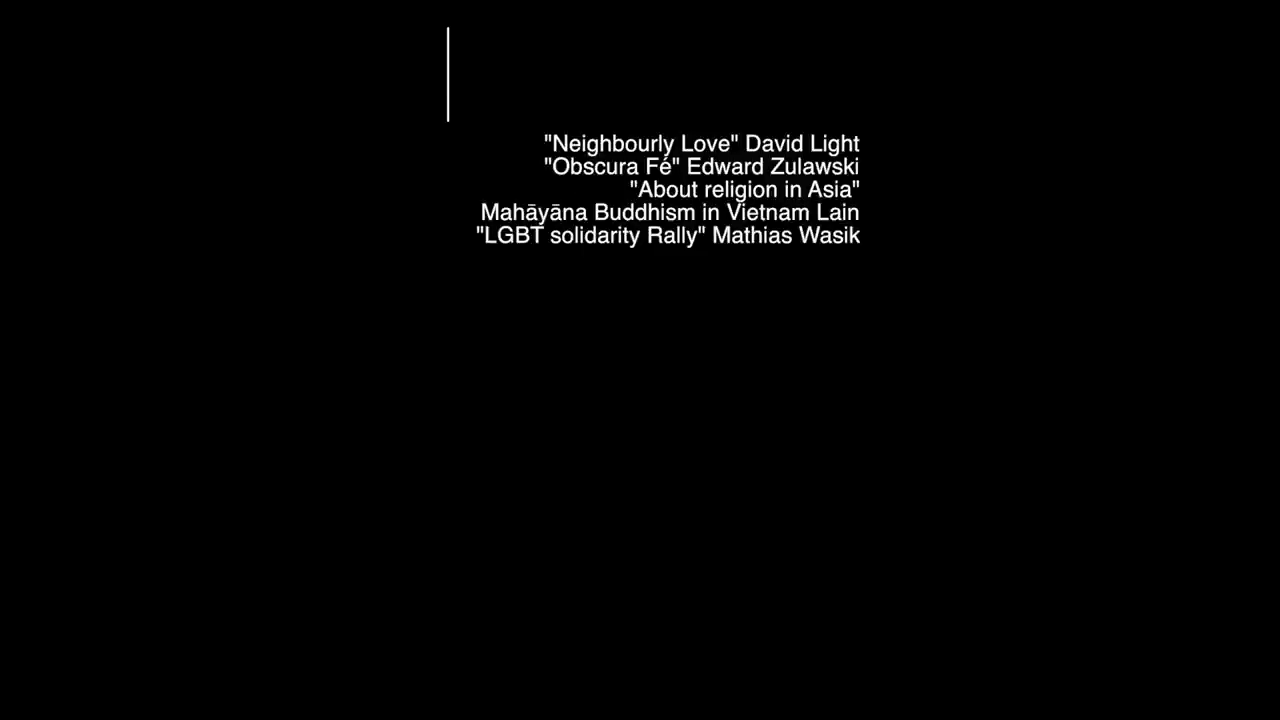 "Neighbourly Love" David Light
"Obscura Fé" Edward Zulawski
"About religion in Asia"
Mahāyāna Buddhism in Vietnam Lain
"LGBT solidarity Rally" Mathias Wasik